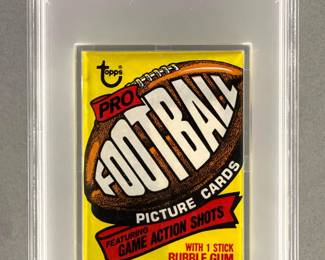 topps
PRO
FOOTBALL
PICTURE CARDS
FEATURING
GAME ACTION SHOTS
WITH 1 STICK
BUBBLE GUM